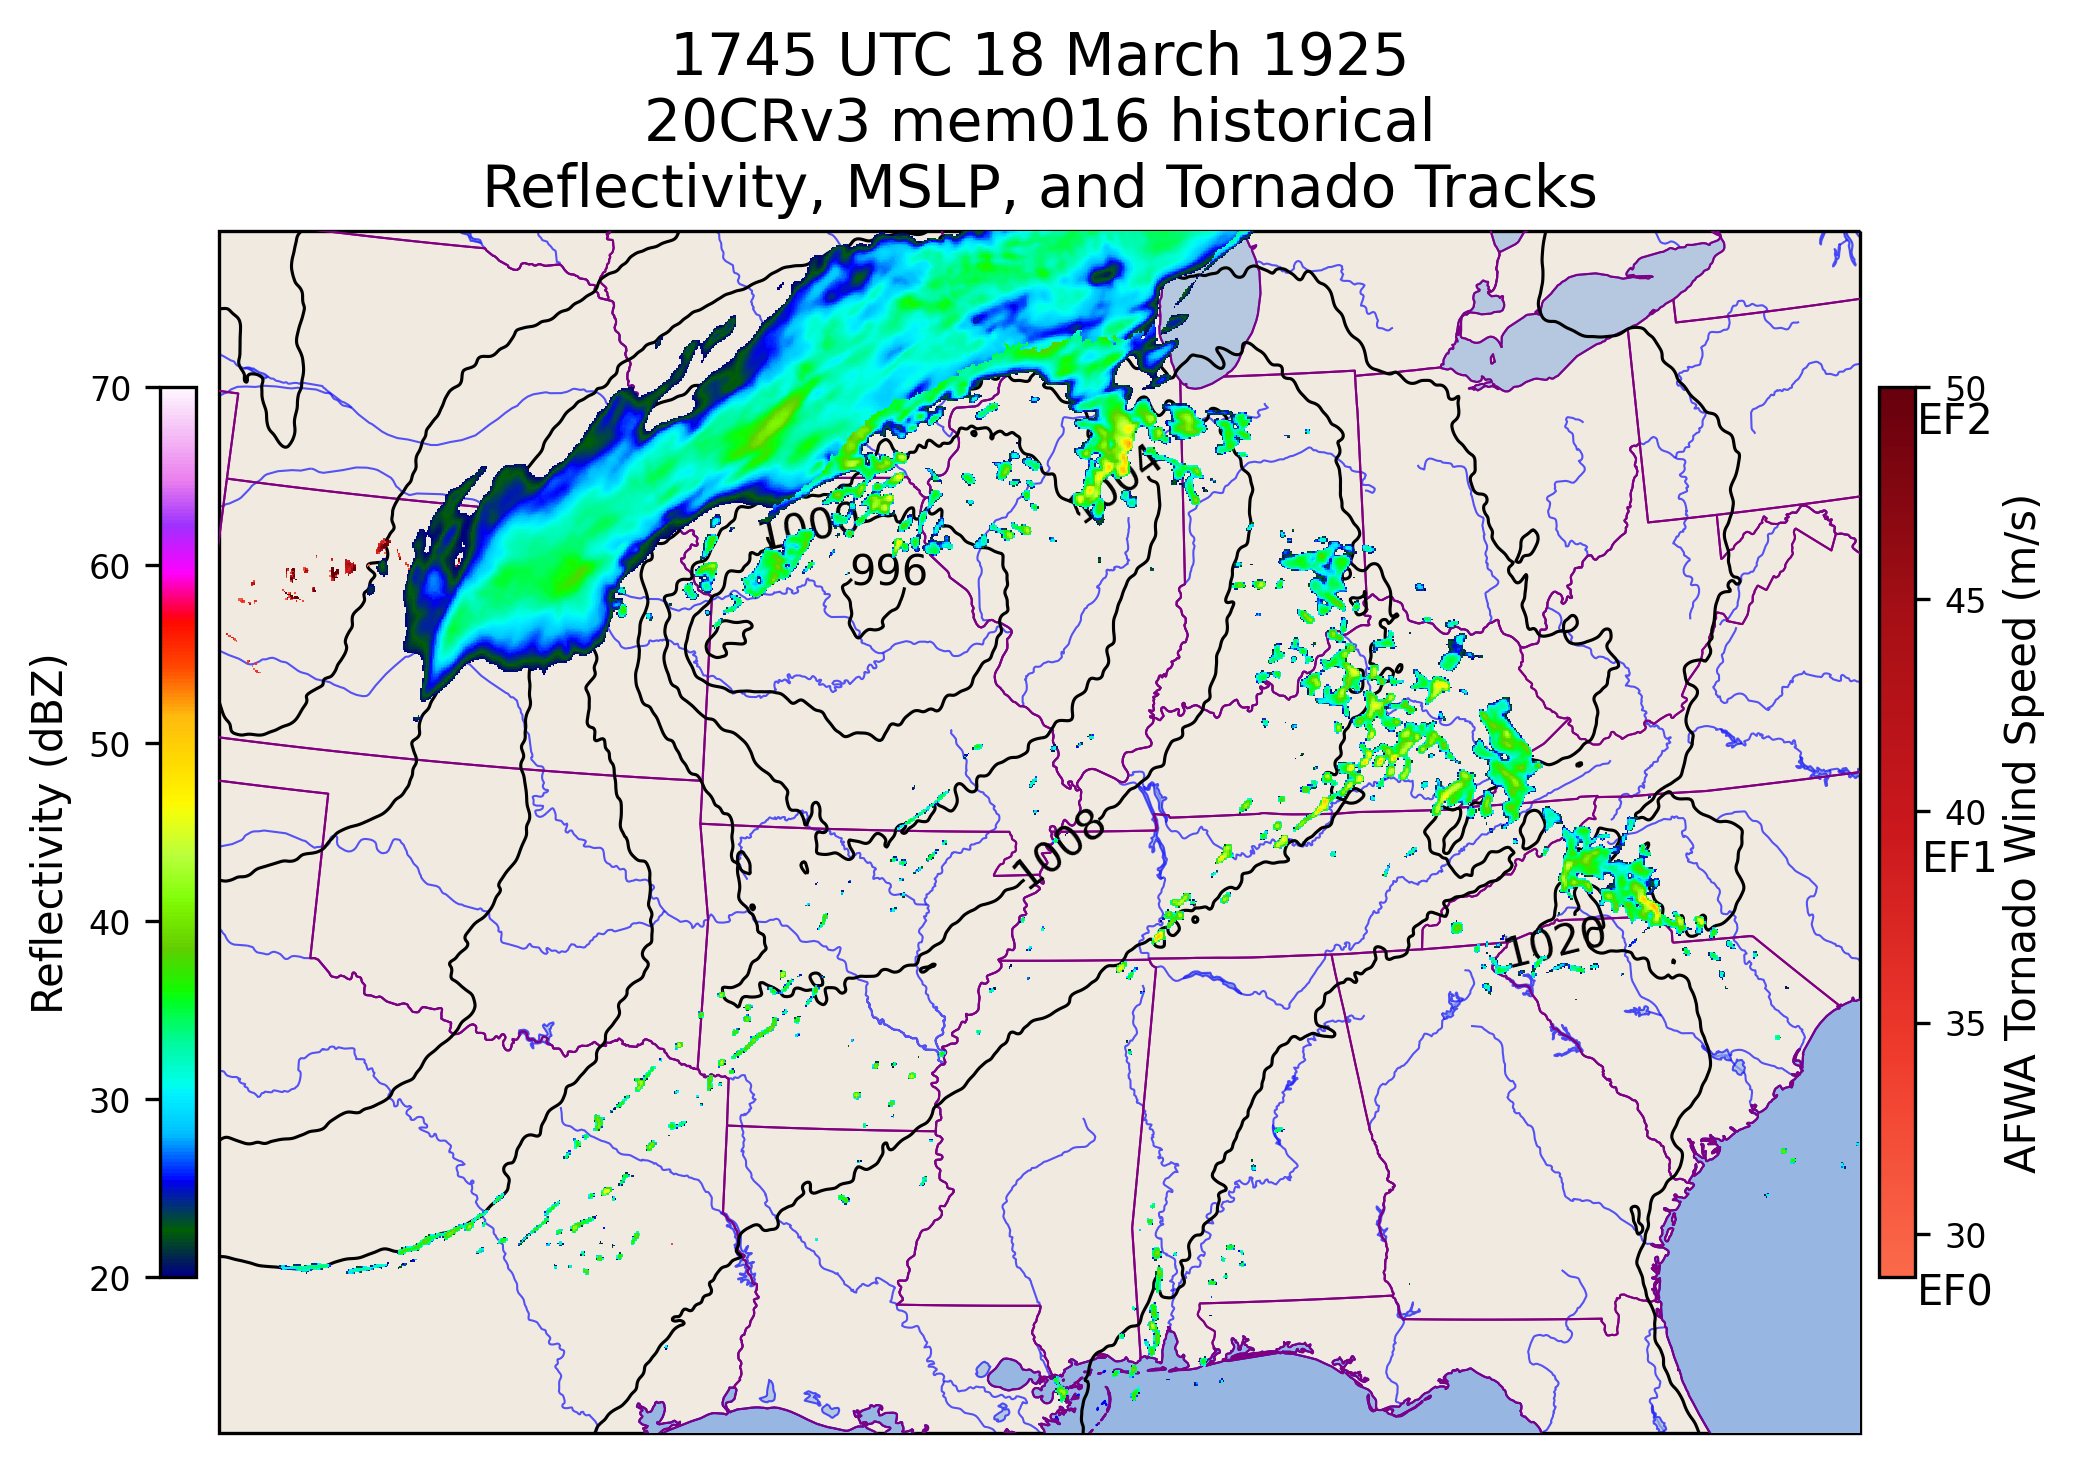 1745 UTC 18 March 1925
20CRv3 mem016 historical
Reflectivity, MSLP, and Tornado Tracks
70
60
50
40
30
20
Reflectivity (dBZ)
1004
996
1008
1020
50
EF2
45
40
EF1
35
30
EF0
AFWA Tornado Wind Speed (m/s)